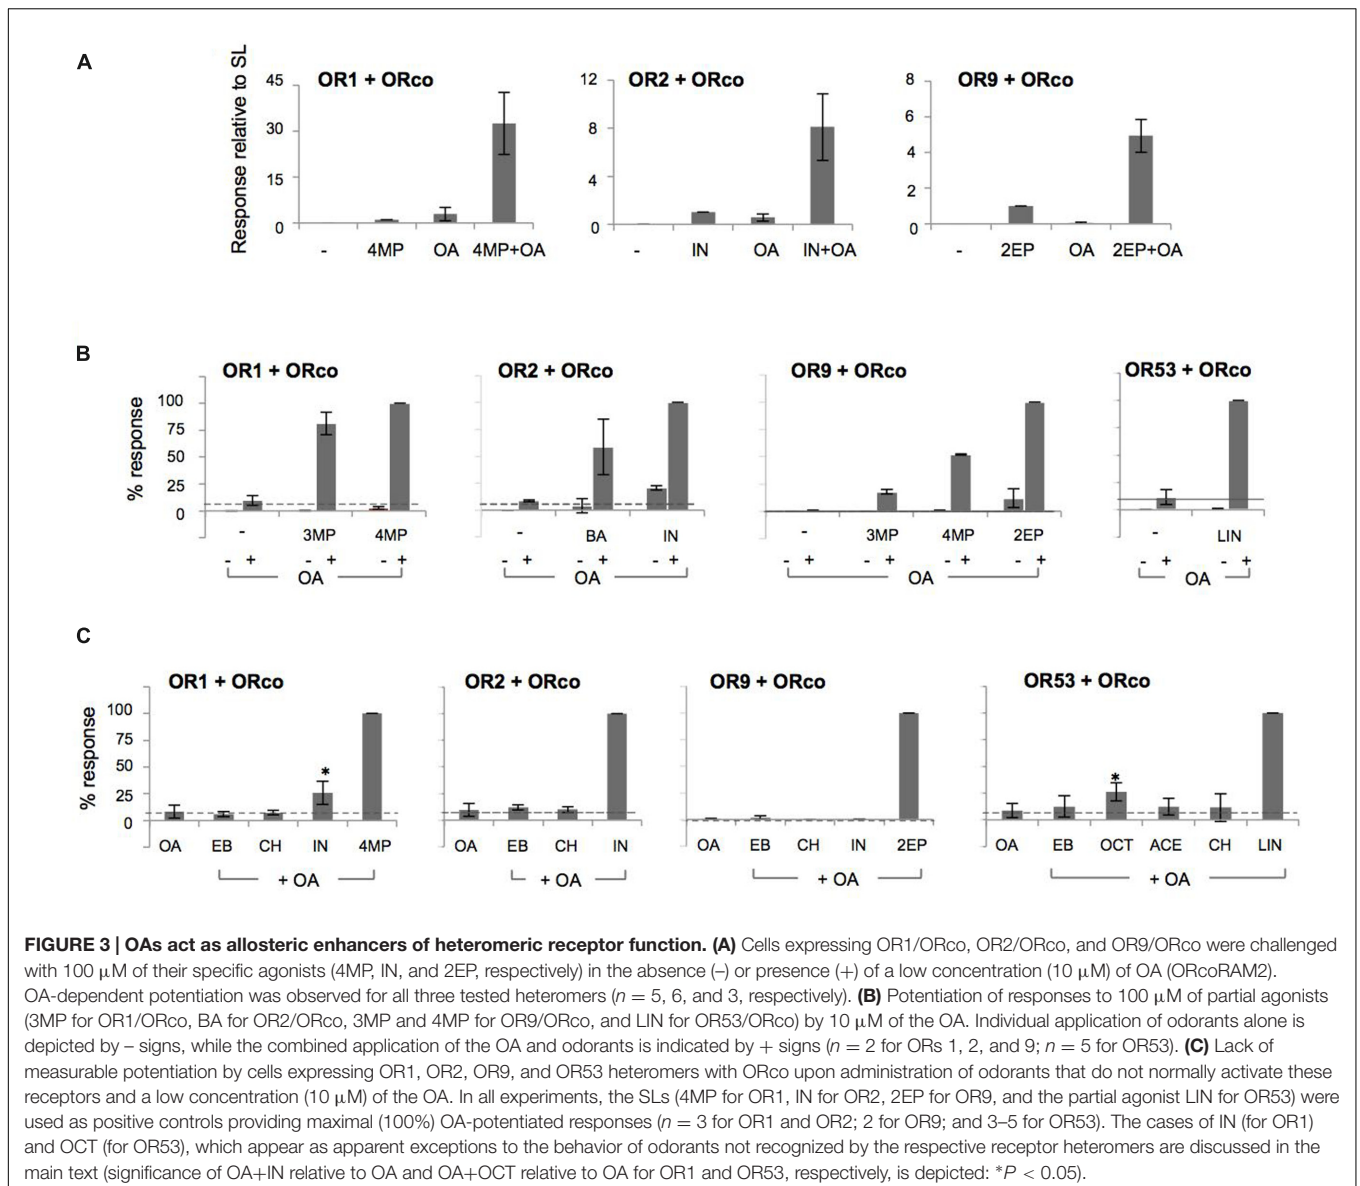 A
Response relative to SL
OR1 + ORco
45
30
15
0
- 4MP OA 4MP+OA
OR2 + ORco
12
8
4
0
- IN OA IN+OA
OR9 + ORco
8
6
4
2
0
- 2EP OA 2EP+OA
B
% response
OR1 + ORco
100
75
50
25
0
- 3MP 4MP
- + - + - +
OA
OR2 + ORco
- BA IN
- + - + - +
OA
OR9 + ORco
- 3MP 4MP 2EP
- + - + - + - +
OA
OR53 + ORco
- LIN
- + - +
OA
C
% response
OR1 + ORco
100
75
50
25
0
*
OA EB CH IN 4MP
+ OA
OR2 + ORco
OA EB CH IN
+ OA
OR9 + ORco
OA EB CH IN 2EP
+ OA
OR53 + ORco
*
OA EB OCT ACE CH LIN
+ OA
FIGURE 3 | OAs act as allosteric enhancers of heteromeric receptor function. (A) Cells expressing OR1/ORco, OR2/ORco, and OR9/ORco were challenged
with 100 μM of their specific agonists (4MP, IN, and 2EP, respectively) in the absence (–) or presence (+) of a low concentration (10 μM) of OA (ORcoRAM2).
OA-dependent potentiation was observed for all three tested heteromers (n = 5, 6, and 3, respectively). (B) Potentiation of responses to 100 μM of partial agonists
(3MP for OR1/ORco, BA for OR2/ORco, 3MP and 4MP for OR9/ORco, and LIN for OR53/ORco) by 10 μM of the OA. Individual application of odorants alone is
depicted by – signs, while the combined application of the OA and odorants is indicated by + signs (n = 2 for ORs 1, 2, and 9; n = 5 for OR53). (C) Lack of
measurable potentiation by cells expressing OR1, OR2, OR9, and OR53 heteromers with ORco upon administration of odorants that do not normally activate these
receptors and a low concentration (10 μM) of the OA. In all experiments, the SLs (4MP for OR1, IN for OR2, 2EP for OR9, and the partial agonist LIN for OR53) were
used as positive controls providing maximal (100%) OA-potentiated responses (n = 3 for OR1 and OR2; 2 for OR9; and 3–5 for OR53). The cases of IN (for OR1)
and OCT (for OR53), which appear as apparent exceptions to the behavior of odorants not recognized by the respective receptor heteromers are discussed in the
main text (significance of OA+IN relative to OA and OA+OCT relative to OA for OR1 and OR53, respectively, is depicted: *P < 0.05).